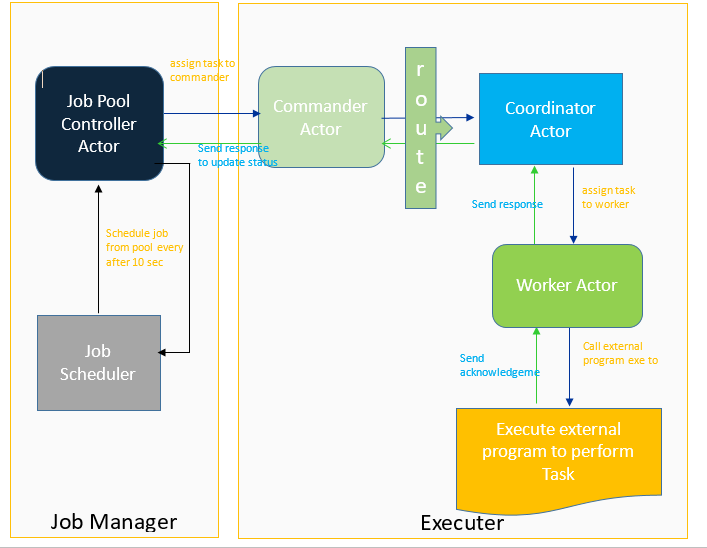 assign task to
commander
Job Pool
Controller
Actor
Commander
Actor
r
o
u
t
e
Coordinator
Actor
Send response
to update status
Send response
assign task
to worker
Schedule job
from pool every
after 10 sec
Worker Actor
Job
Scheduler
Send
acknowledgeme
Call external
program exe to
Execute external
program to perform
Task
Job Manager
Executer